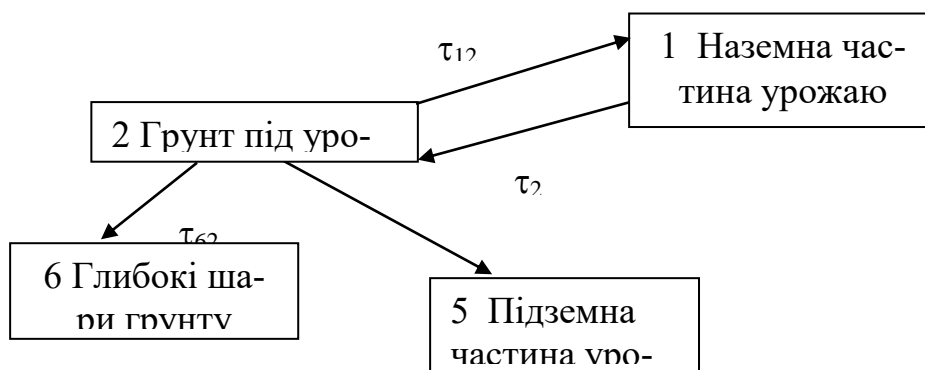 τ₁₂
1 Наземна час-
тина урожаю
2 Грунт під уро-
τ₂
τ₆₂
6 Глибокі ша-
ри грунту
5 Підземна
частина уро-